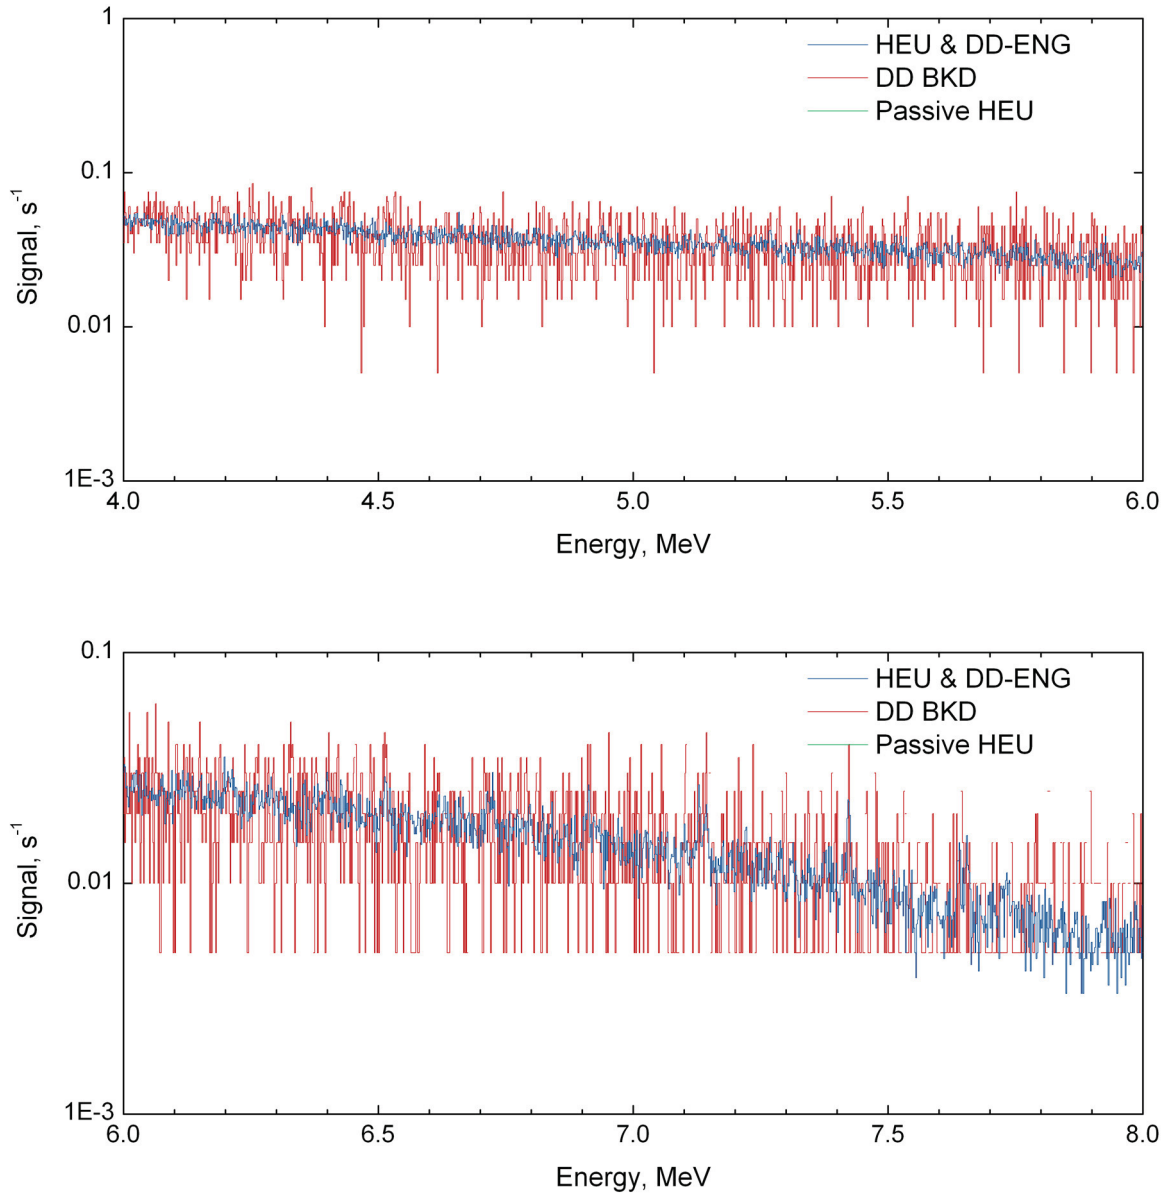 1
HEU & DD-ENG
DD BKD
Passive HEU
0.1
Signal, s⁻¹
0.01
1E-3
4.0 4.5 5.0 5.5 6.0
Energy, MeV
0.1
HEU & DD-ENG
DD BKD
Passive HEU
Signal, s⁻¹
0.01
1E-3
6.0 6.5 7.0 7.5 8.0
Energy, MeV